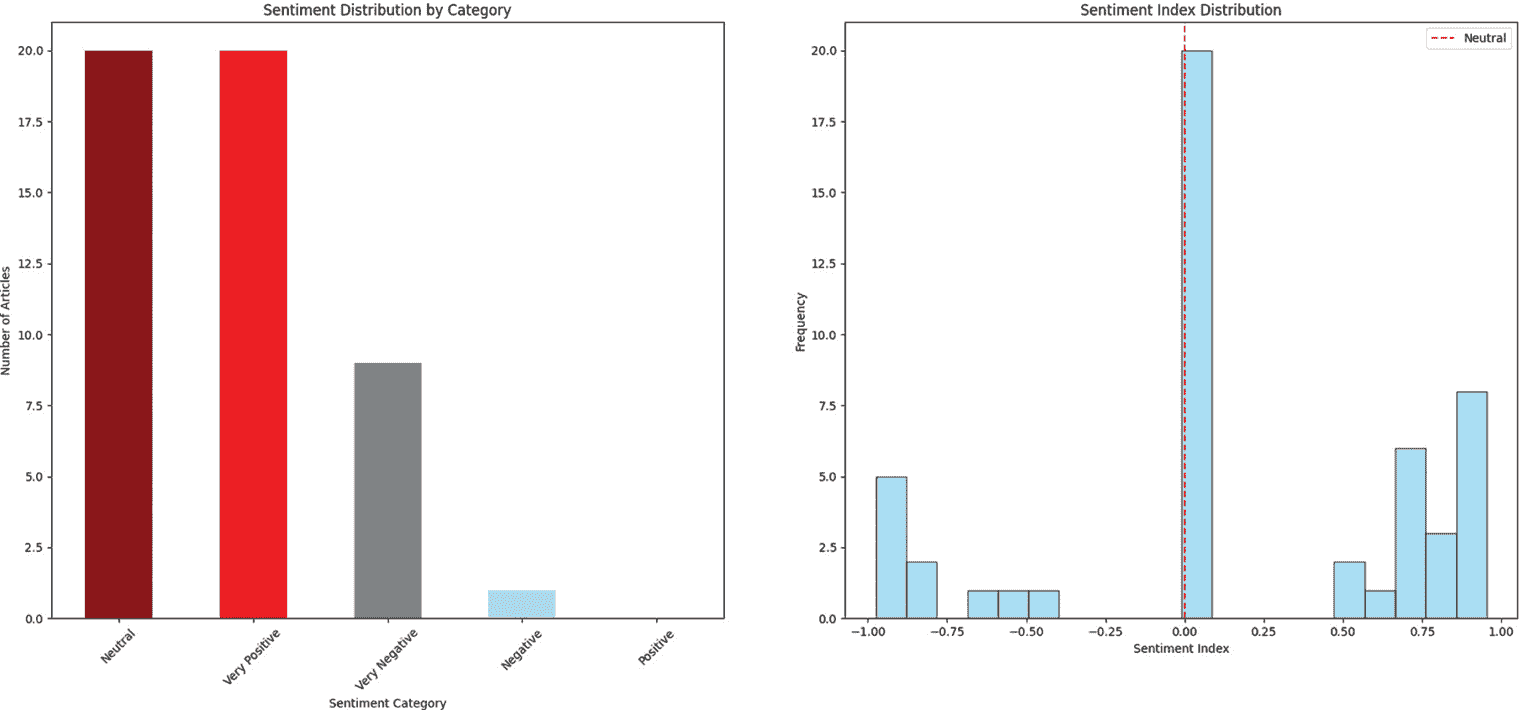 Sentiment Distribution by Category
20.0
17.5
15.0
12.5
10.0
7.5
5.0
2.5
0.0
Number of Articles
Neutral
Very Positive
Very Negative
Negative
Positive
Sentiment Category
Sentiment Index Distribution
Neutral
20.0
17.5
15.0
12.5
10.0
7.5
5.0
2.5
0.0
Frequency
−1.00
−0.75
−0.50
−0.25
0.00
0.25
0.50
0.75
1.00
Sentiment Index